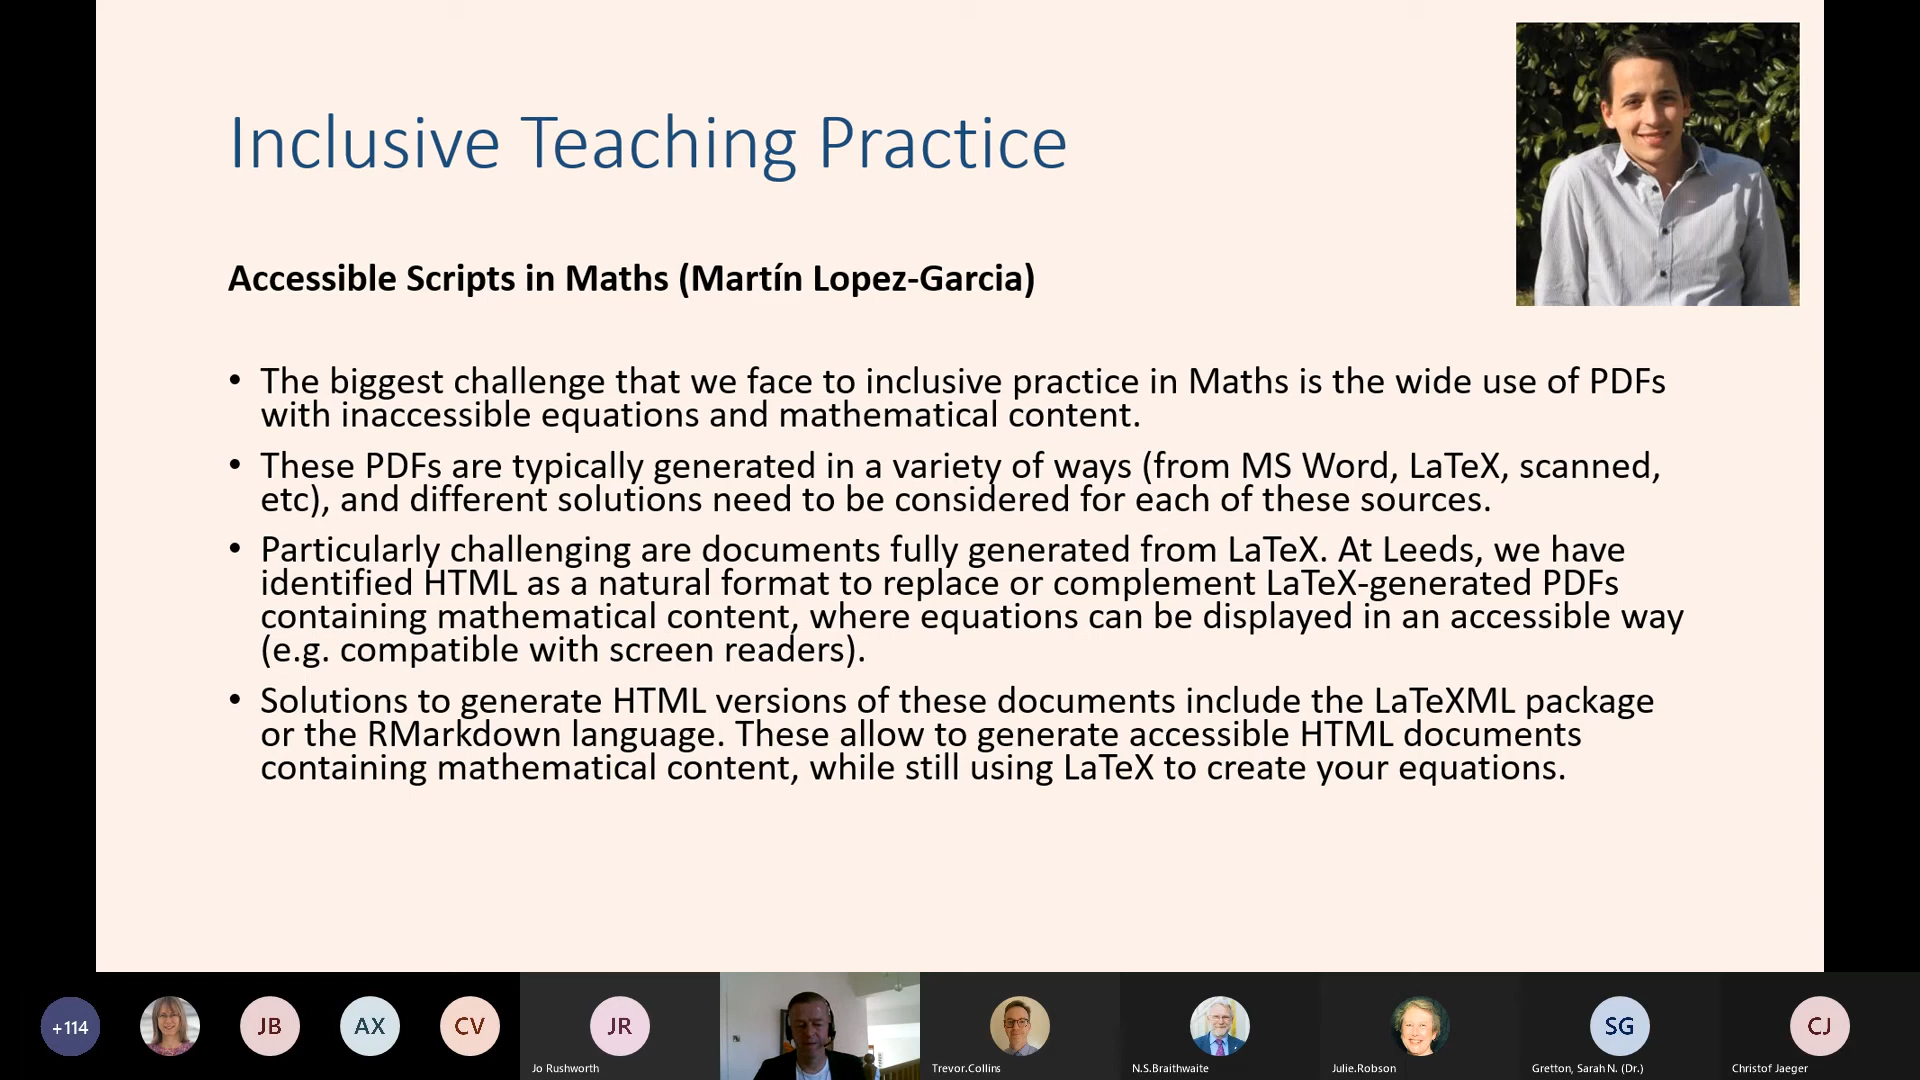 Inclusive Teaching Practice
Accessible Scripts in Maths (Martín Lopez-Garcia)
• The biggest challenge that we face to inclusive practice in Maths is the wide use of PDFs
with inaccessible equations and mathematical content.
• These PDFs are typically generated in a variety of ways (from MS Word, LaTeX, scanned,
etc), and different solutions need to be considered for each of these sources.
• Particularly challenging are documents fully generated from LaTeX. At Leeds, we have
identified HTML as a natural format to replace or complement LaTeX-generated PDFs
containing mathematical content, where equations can be displayed in an accessible way
(e.g. compatible with screen readers).
• Solutions to generate HTML versions of these documents include the LaTeXML package
or the RMarkdown language. These allow to generate accessible HTML documents
containing mathematical content, while still using LaTeX to create your equations.
+114
JB
AX
CV
JR
SG
CJ
Jo Rushworth
Trevor.Collins
N.S.Braithwaite
Julie.Robson
Gretton, Sarah N. (Dr.)
Christof Jaeger